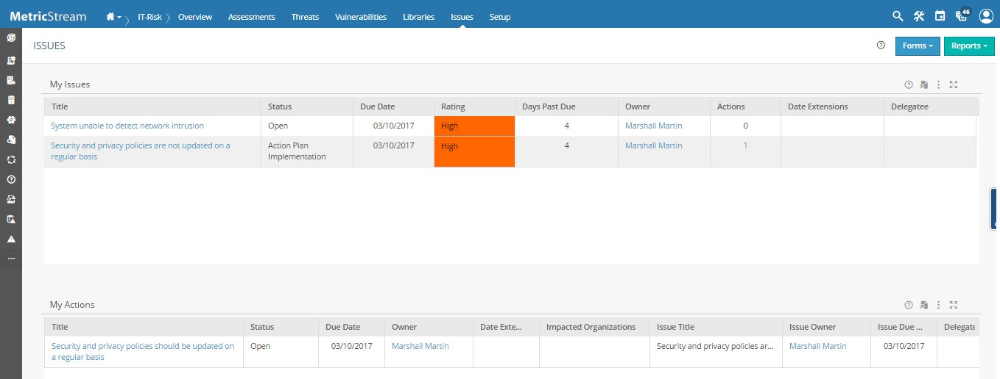 MetricStream IT-Risk Overview Assessments Threats Vulnerabilities Libraries Issues Setup 46
ISSUES Forms Reports
My Issues
Title Status Due Date Rating Days Past Due Owner Actions Date Extensions Delegatee
System unable to detect network intrusion Open 03/10/2017 High 4 Marshall Martin 0
Security and privacy policies are not updated on a Action Plan 03/10/2017 High 4 Marshall Martin 1
regular basis Implementation
My Actions
Title Status Due Date Owner Date Exte... Impacted Organizations Issue Title Issue Owner Issue Due ... Delegate
Security and privacy policies should be updated on Open 03/10/2017 Marshall Martin Security and privacy policies ar... Marshall Martin 03/10/2017
a regular basis